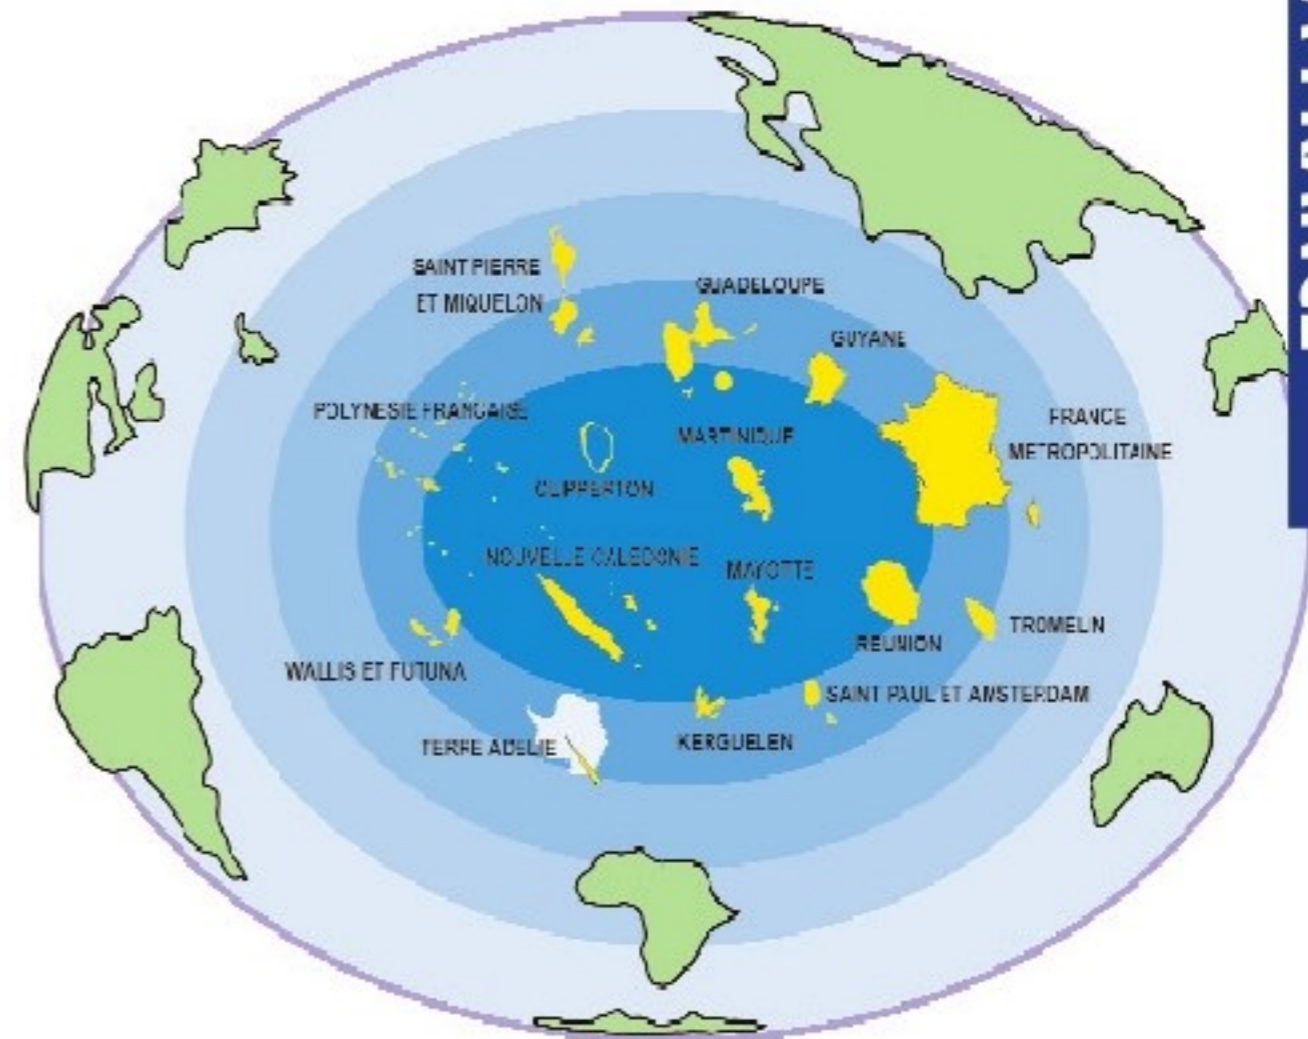 SAINT PIERRE
ET MIQUELON
GUADELOUPE
GUYANE
POLYNESIE FRANCAISE
MARTINIQUE
FRANCE
METROPOLITAINE
CLIPPERTON
NOUVELLE CALEDONIE
MAYOTTE
REUNION
TROMELIN
WALLIS ET FUTUNA
SAINT PAUL ET AMSTERDAM
TERRE ADELIE
KERGUELEN